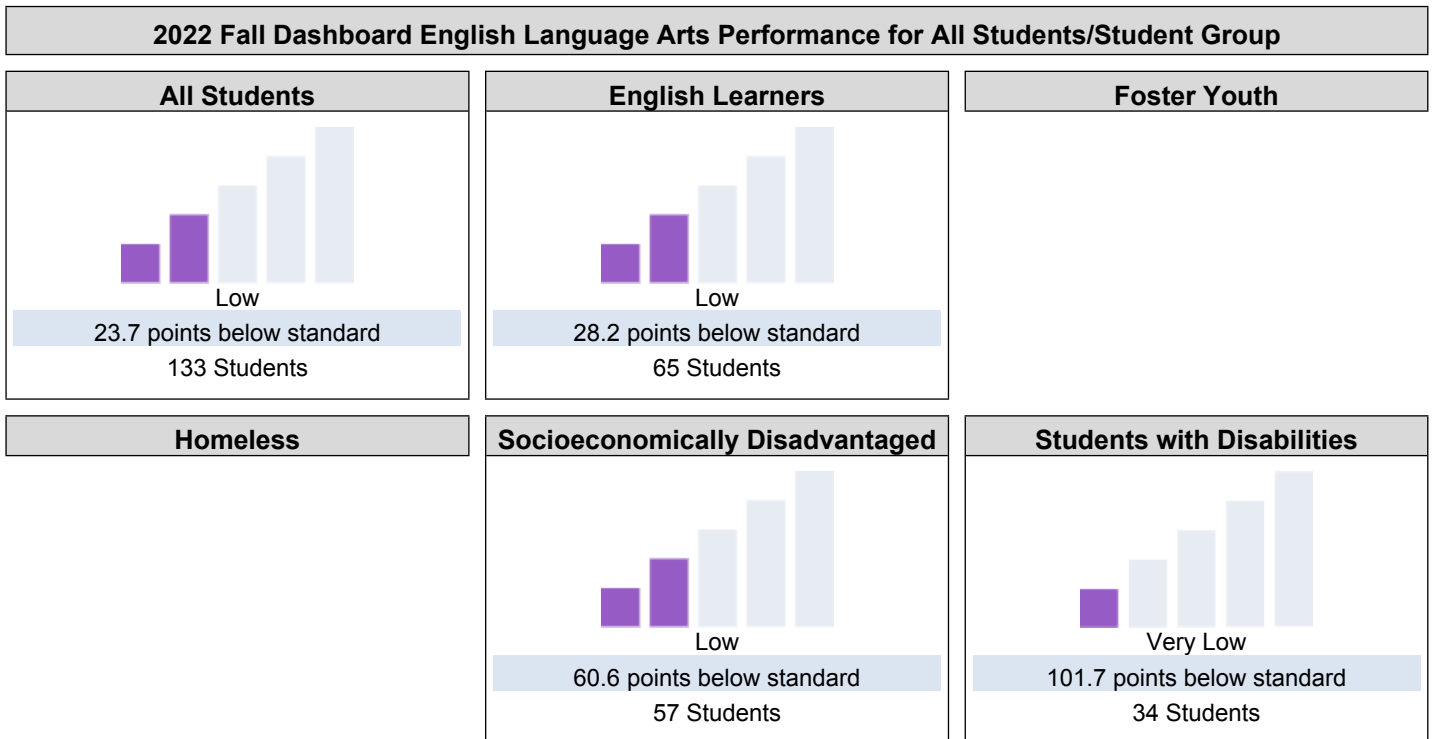 2022 Fall Dashboard English Language Arts Performance for All Students/Student Group
All Students
Low
23.7 points below standard
133 Students
English Learners
Low
28.2 points below standard
65 Students
Foster Youth
Homeless
Socioeconomically Disadvantaged
Low
60.6 points below standard
57 Students
Students with Disabilities
Very Low
101.7 points below standard
34 Students